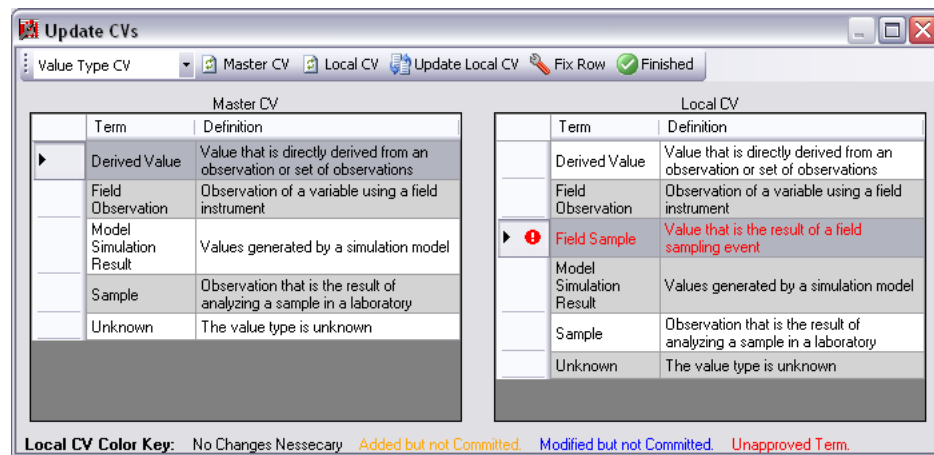 Update CVs
Value Type CV Master CV Local CV Update Local CV Fix Row Finished
Master CV
Term Definition
Derived Value Value that is directly derived from an
observation or set of observations
Field
Observation Observation of a variable using a field
instrument
Model
Simulation
Result Values generated by a simulation model
Sample Observation that is the result of
analyzing a sample in a laboratory
Unknown The value type is unknown
Local CV
Term Definition
Derived Value Value that is directly derived from an
observation or set of observations
Field
Observation Observation of a variable using a field
instrument
Field Sample Value that is the result of a field
sampling event
Model
Simulation
Result Values generated by a simulation model
Sample Observation that is the result of
analyzing a sample in a laboratory
Unknown The value type is unknown
Local CV Color Key: No Changes Nessecary Added but not Committed. Modified but not Committed. Unapproved Term.